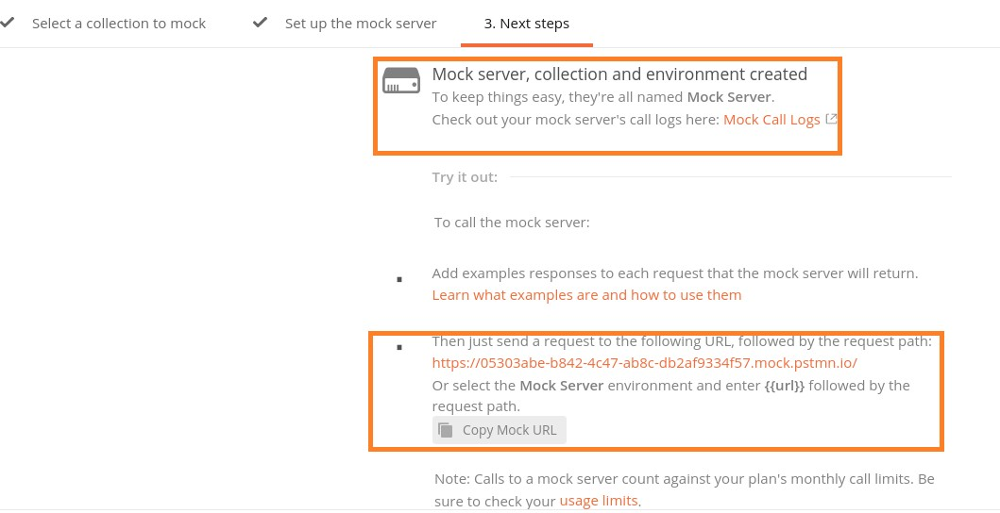 Select a collection to mock
Set up the mock server
3. Next steps
Mock server, collection and environment created
To keep things easy, they're all named Mock Server.
Check out your mock server's call logs here: Mock Call Logs
Try it out:
To call the mock server:
Add examples responses to each request that the mock server will return.
Learn what examples are and how to use them
Then just send a request to the following URL, followed by the request path:
https://05303abe-b842-4c47-ab8c-db2af9334f57.mock.pstmn.io/
Or select the Mock Server environment and enter {{url}} followed by the
request path.
Copy Mock URL
Note: Calls to a mock server count against your plan's monthly call limits. Be
sure to check your usage limits.